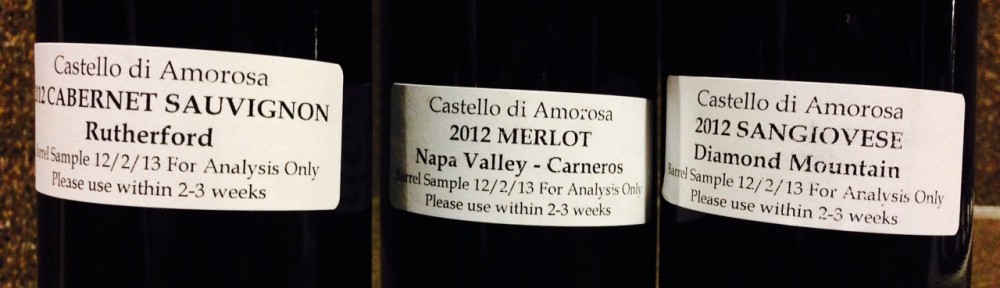 Castello di Amorosa
12 CABERNET SAUVIGNON
Rutherford
Barrel Sample 12/2/13 For Analysis Only
Please use within 2-3 weeks
Castello di Amorosa
2012 MERLOT
Napa Valley - Carneros
Barrel Sample 12/2/13 For Analysis Only
Please use within 2-3 weeks
Castello di Amorosa
2012 SANGIOVESE
Diamond Mountain
Barrel Sample 12/2/13 For Analysis Only
Please use within 2-3 weeks